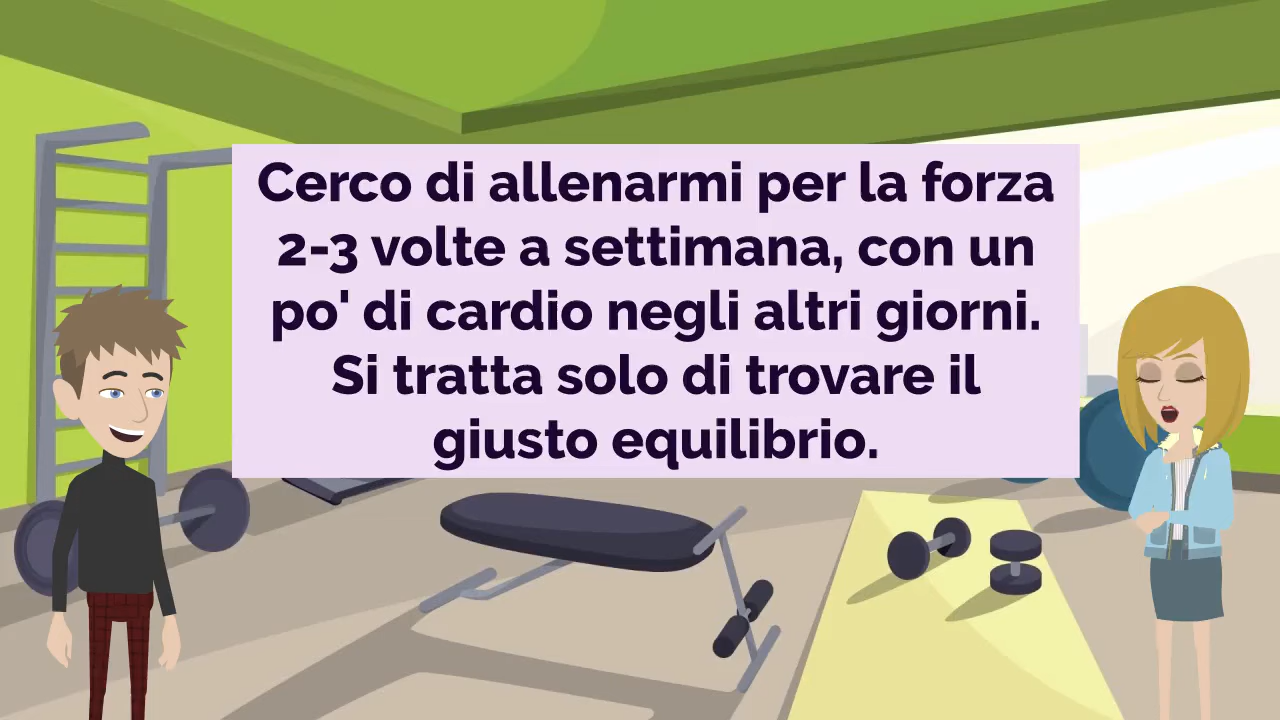 Cerco di allenarmi per la forza
2-3 volte a settimana, con un
po' di cardio negli altri giorni.
Si tratta solo di trovare il
giusto equilibrio.